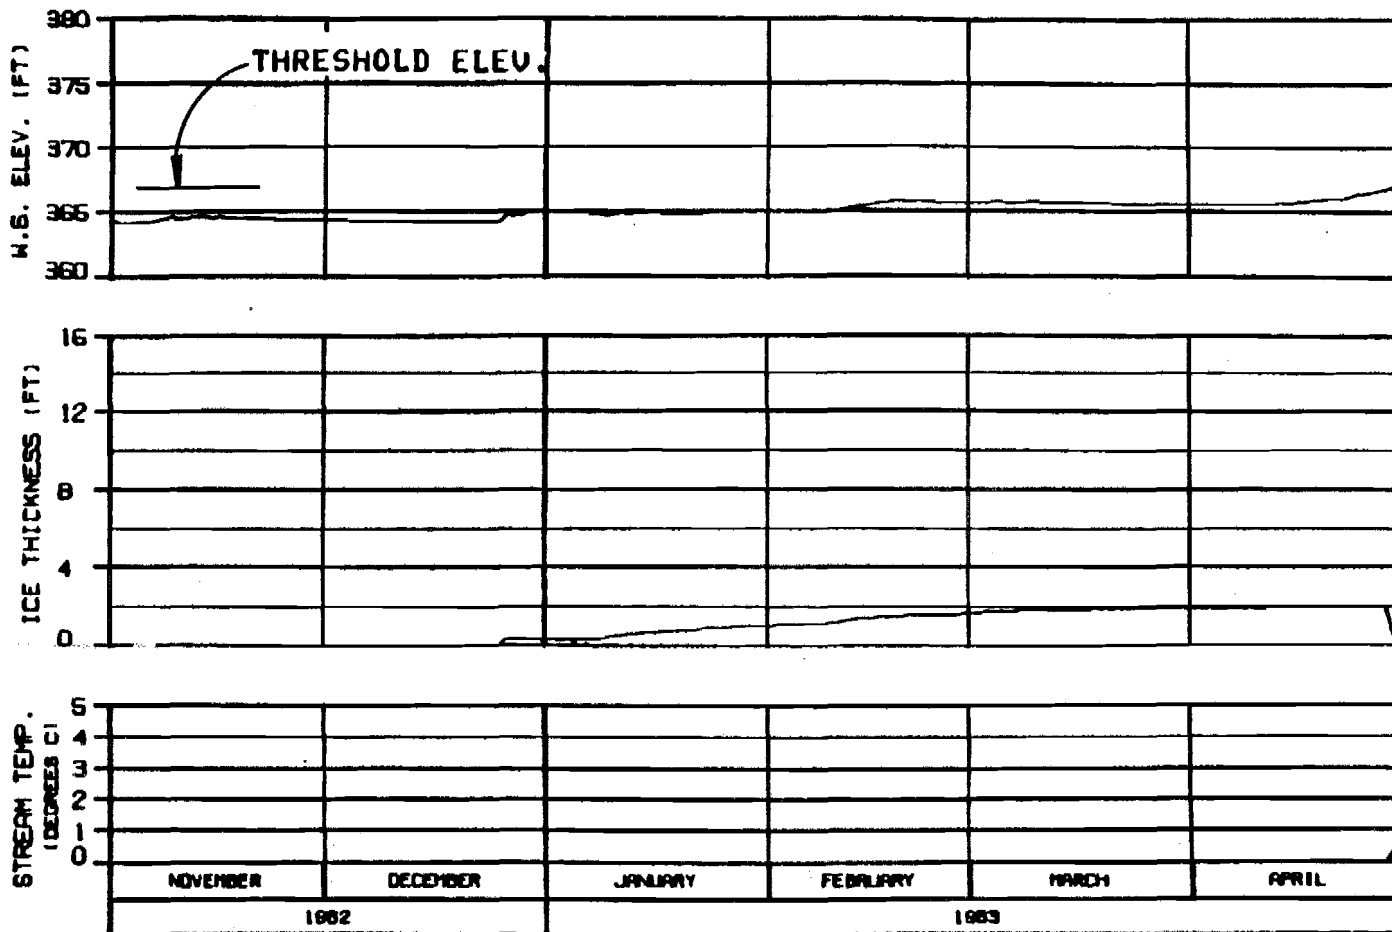 W.S. ELEV. (FT)
380
375
370
365
360
THRESHOLD ELEV.
ICE THICKNESS (FT)
16
12
8
4
0
STREAM TEMP.
(DEGREES C)
5
4
3
2
1
0
NOVEMBER DECEMBER JANUARY FEBRUARY MARCH APRIL
1982 1983